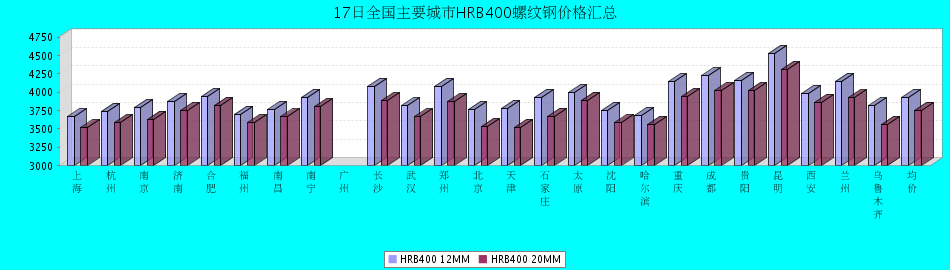 17日全国主要城市HRB400螺纹钢价格汇总
4750
4500
4250
4000
3750
3500
3250
3000
上海
杭州
南京
济南
合肥
福州
南昌
南宁
广州
长沙
武汉
郑州
北京
天津
石家庄
太原
沈阳
哈尔滨
重庆
成都
贵阳
昆明
西安
兰州
乌鲁木齐
均价
HRB400 12MM
HRB400 20MM